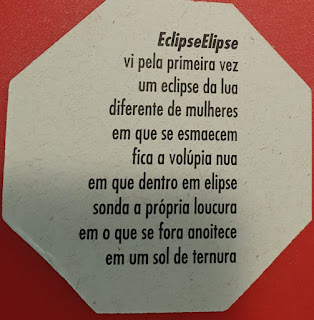 EclipseElipse
vi pela primeira vez
um eclipse da lua
diferente de mulheres
em que se esmaecem
fica a volúpia nua
em que dentro em elipse
sonda a própria loucura
em o que se fora anoitece
em um sol de ternura